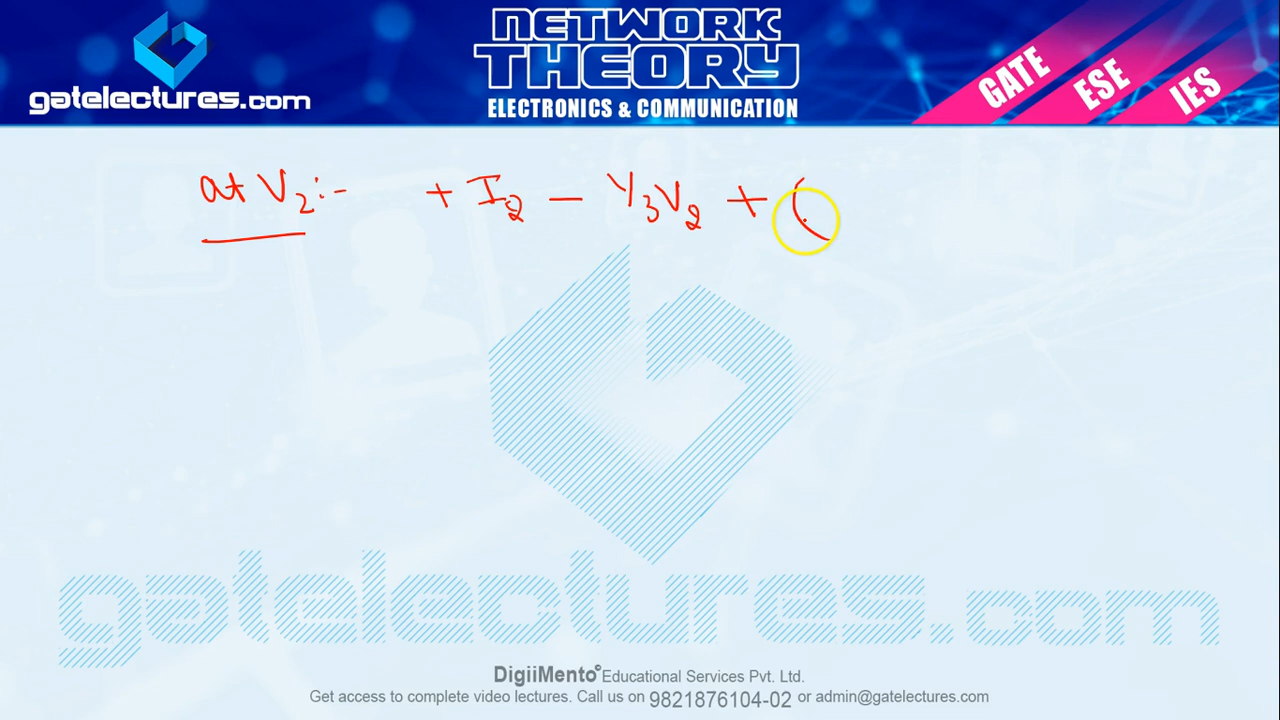 gatelectures.com
NETWORK
THEORY
ELECTRONICS & COMMUNICATION
GATE
ESE
IES
at V₂:- + I₂ - Y₃V₂ + (
gatelectures.com
DigiiMento© Educational Services Pvt. Ltd.
Get access to complete video lectures. Call us on 9821876104-02 or admin@gatelectures.com